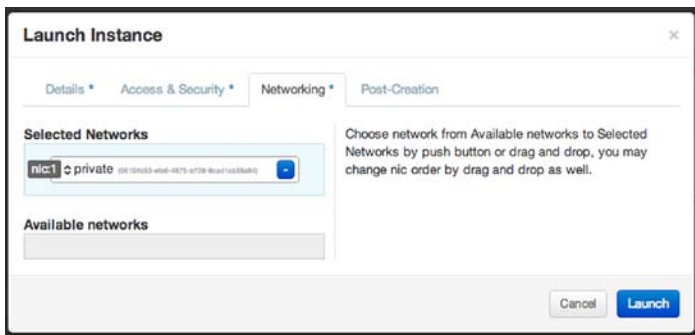 Launch Instance
×
Details * Access & Security * Networking * Post-Creation
Selected Networks
nic:1 private
-
Available networks
Choose network from Available networks to Selected
Networks by push button or drag and drop, you may
change nic order by drag and drop as well.
Cancel Launch